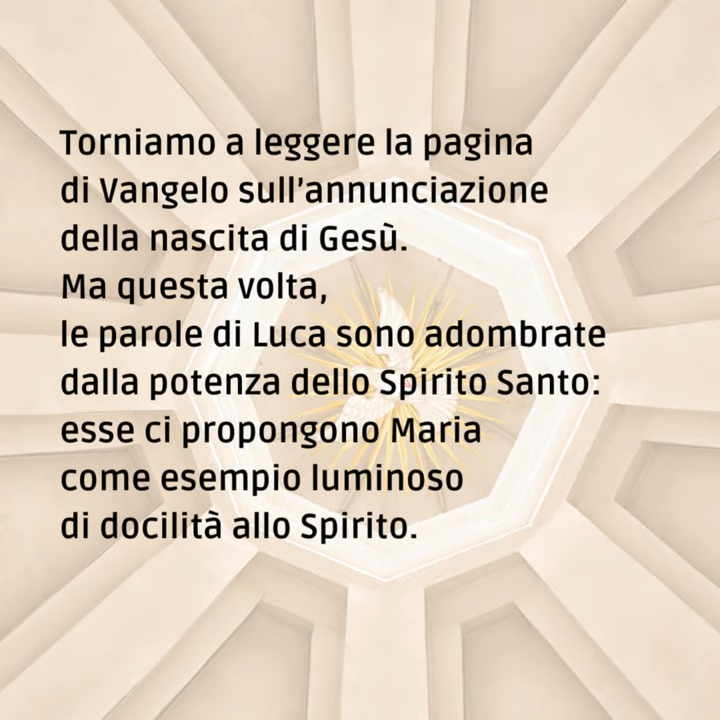 Torniamo a leggere la pagina
di Vangelo sull'annunciazione
della nascita di Gesù.
Ma questa volta,
le parole di Luca sono adombrate
dalla potenza dello Spirito Santo:
esse ci propongono Maria
come esempio luminoso
di docilità allo Spirito.